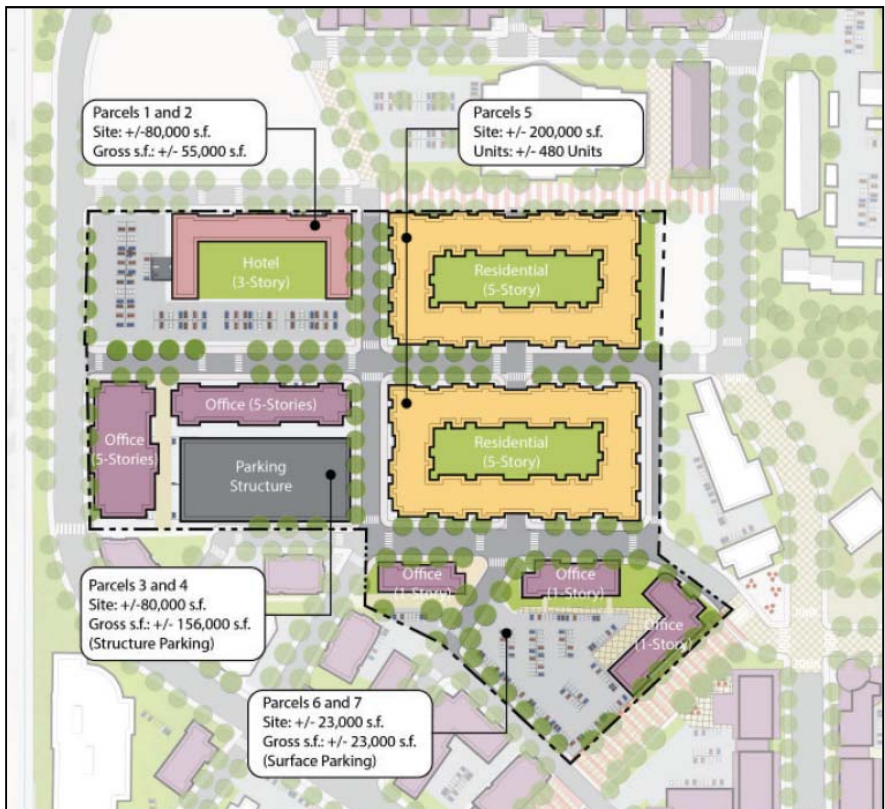 Parcels 1 and 2
Site: +/-80,000 s.f.
Gross s.f.: +/- 55,000 s.f.
Parcels 5
Site: +/- 200,000 s.f.
Units: +/- 480 Units
Hotel
(3-Story)
Residential
(5-Story)
Office (5-Stories)
Office
(5-Stories)
Parking
Structure
Residential
(5-Story)
Parcels 3 and 4
Site: +/-80,000 s.f.
Gross s.f.: +/- 156,000 s.f.
(Structure Parking)
Office
(1-Story)
Office
(1-Story)
Office
(1-Story)
Parcels 6 and 7
Site: +/- 23,000 s.f.
Gross s.f.: +/- 23,000 s.f.
(Surface Parking)